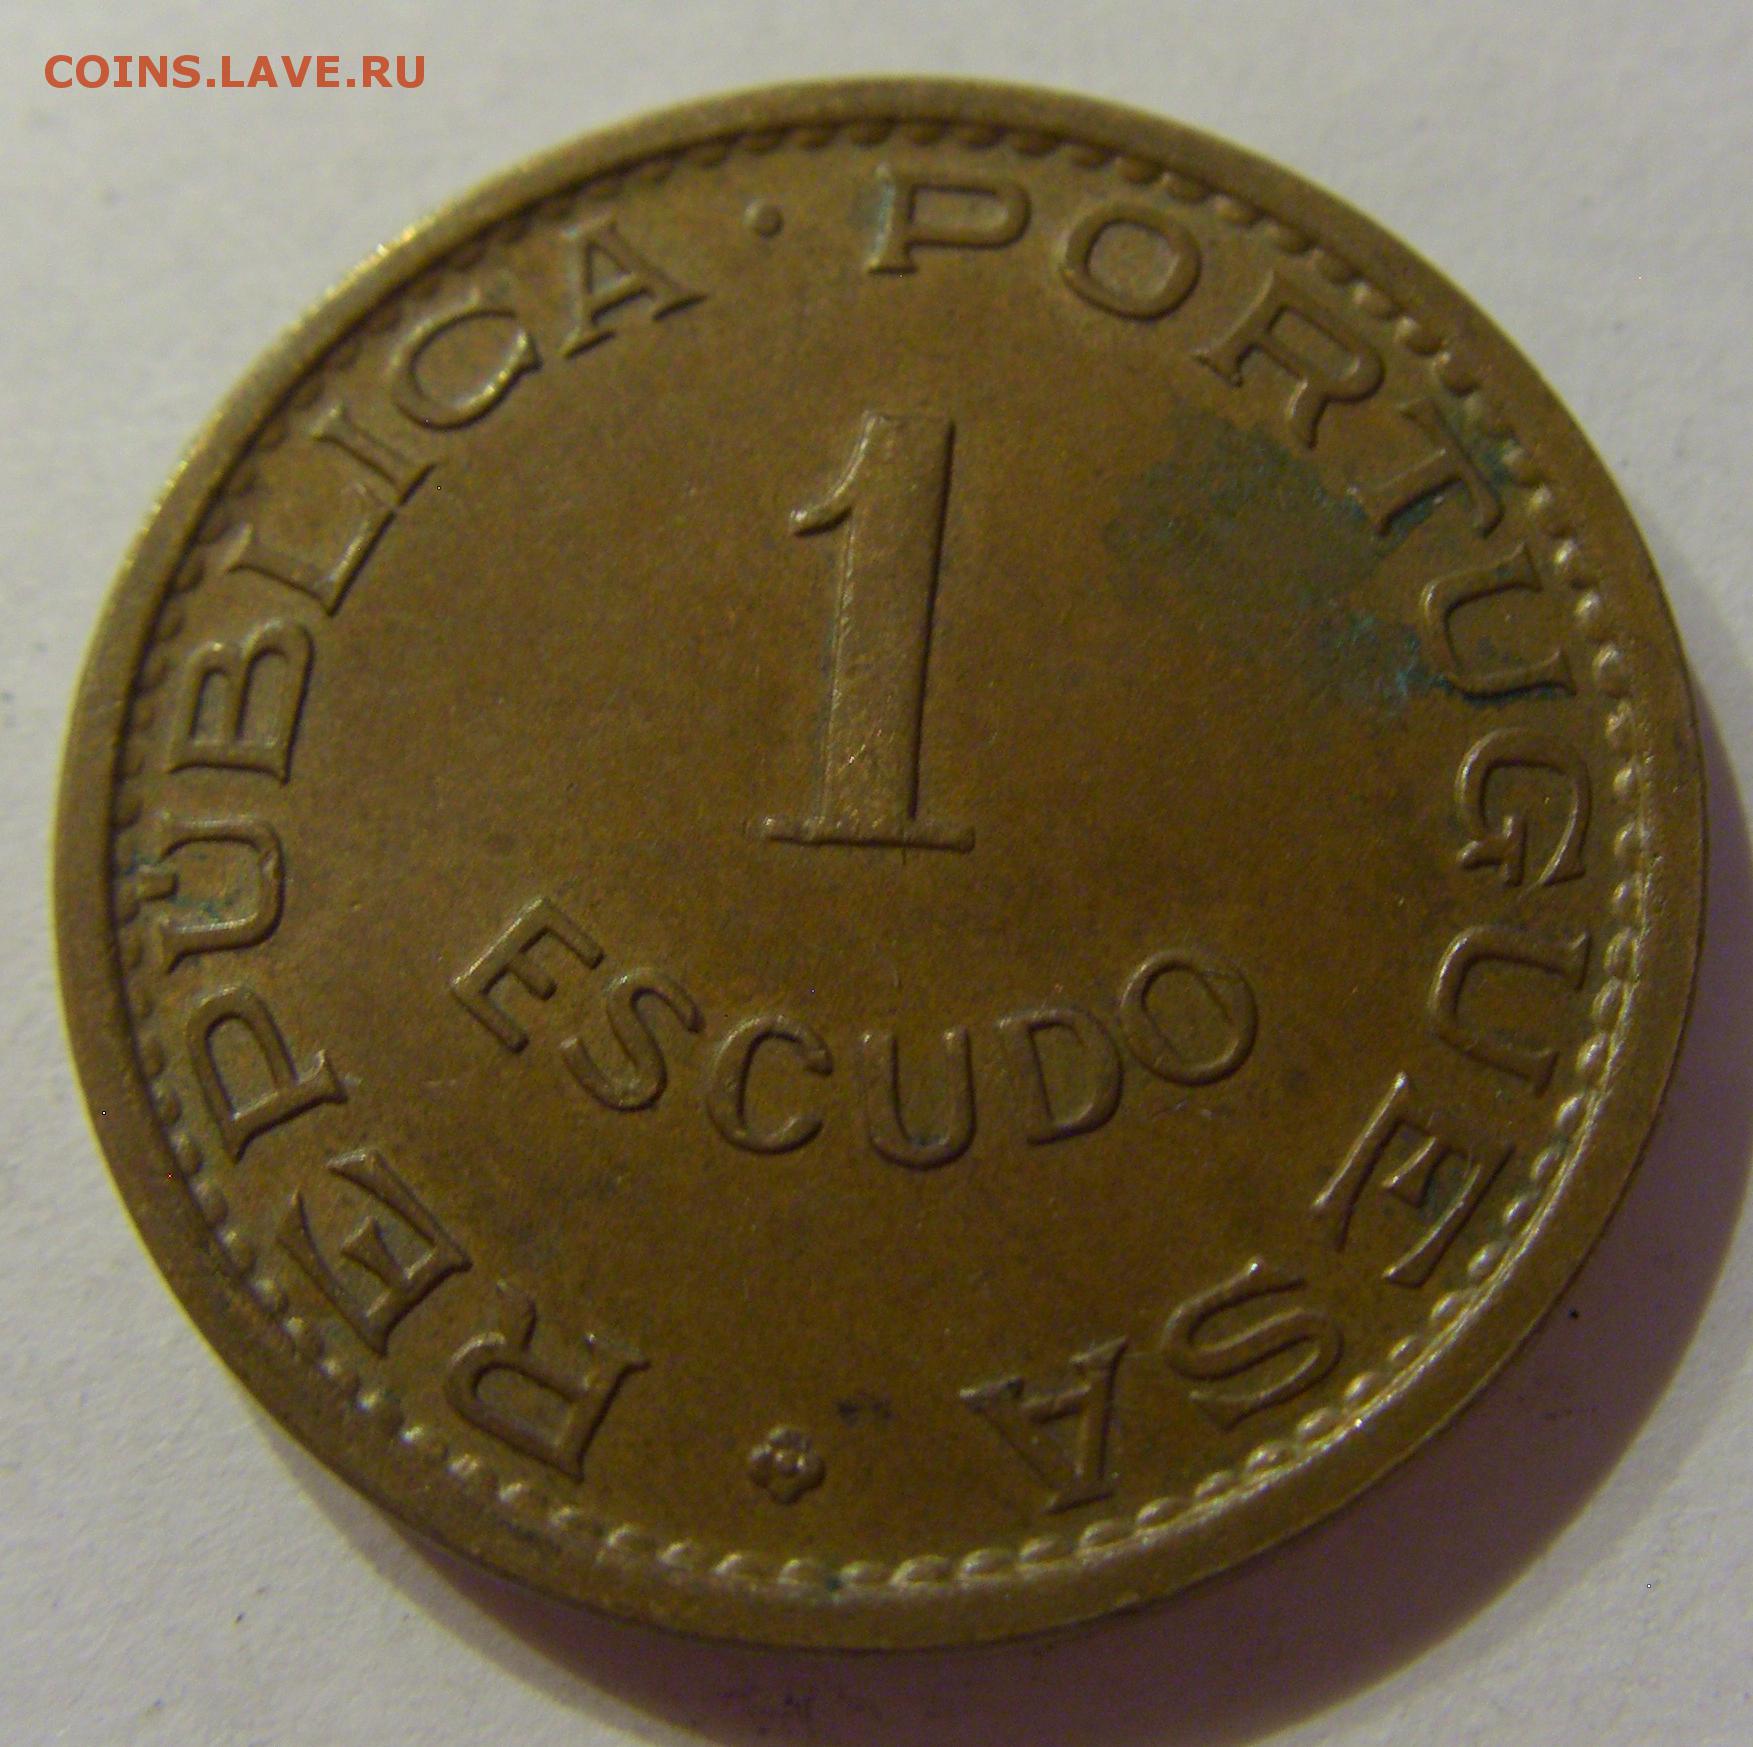 COINS.LAVE.RU
REPÚBLICA · PORTUGUESA
1
ESCUDO